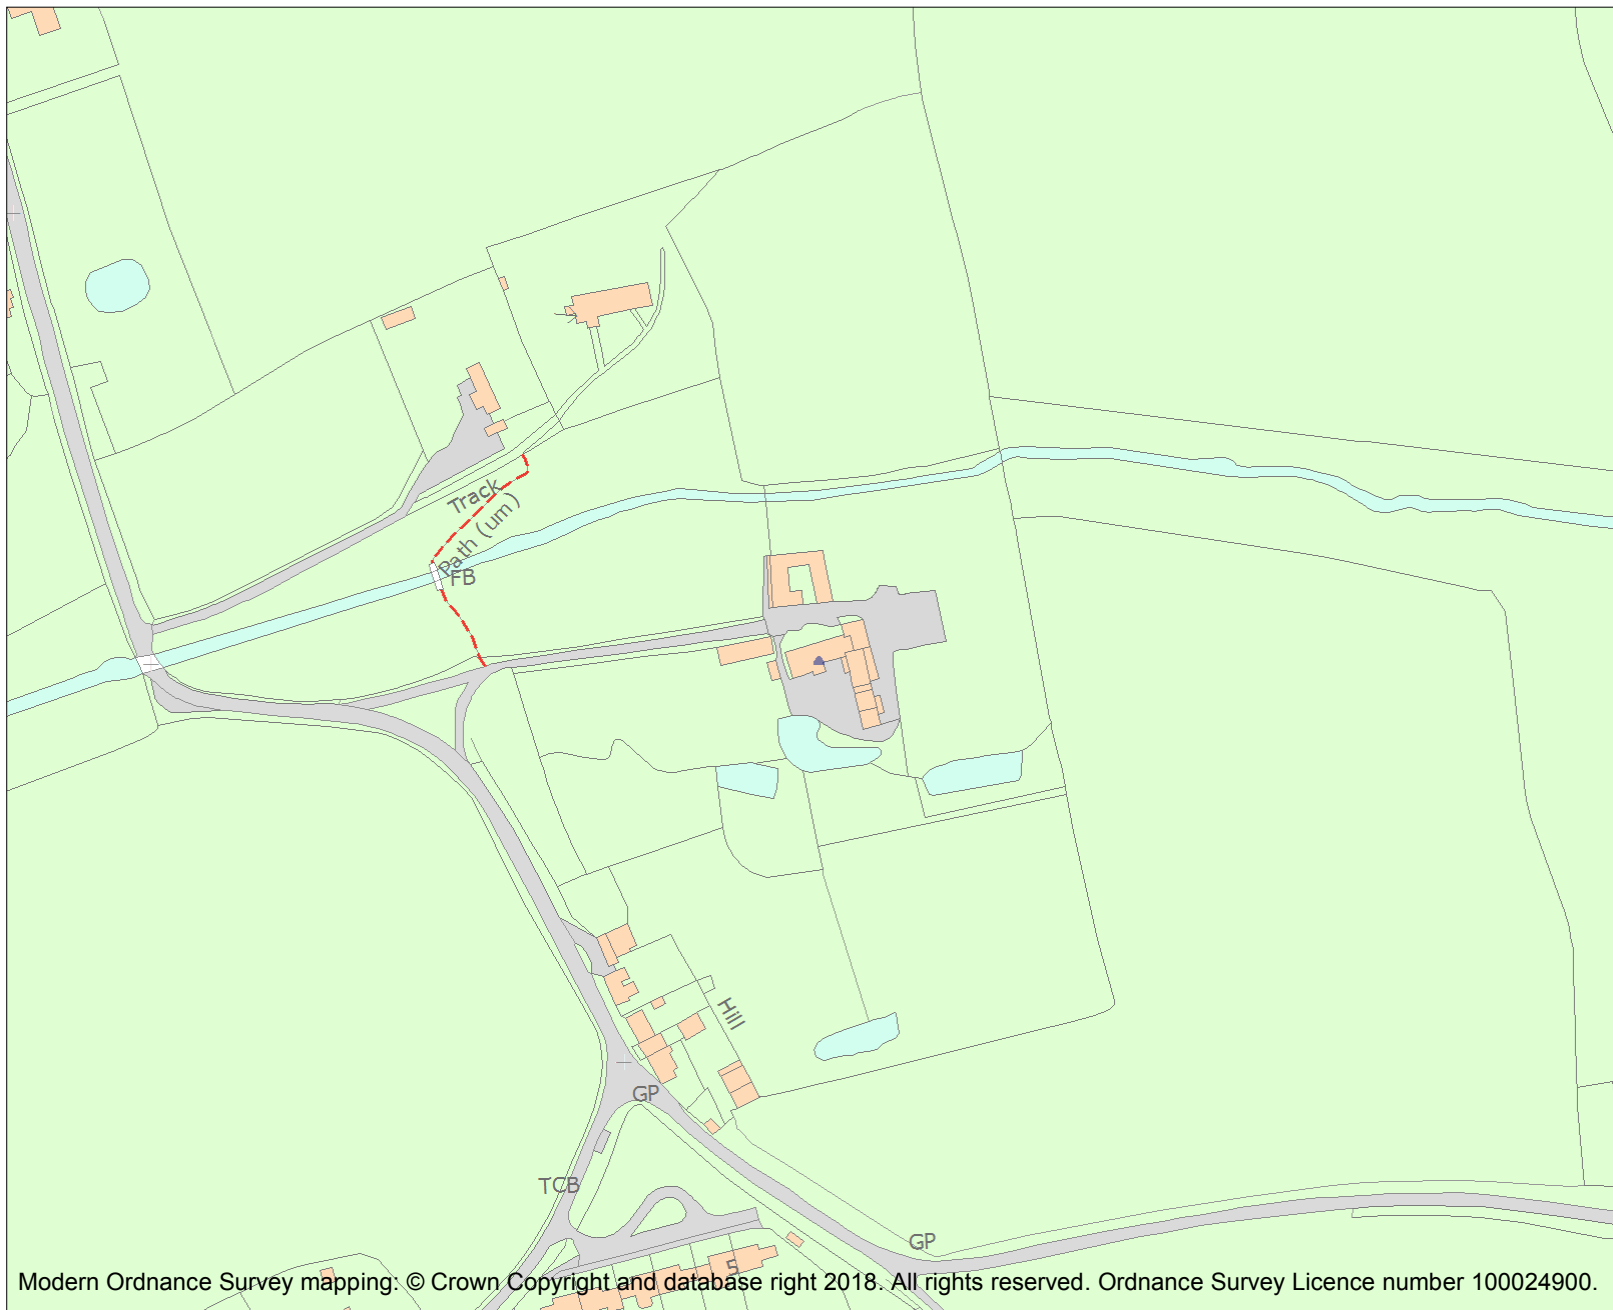 Track
Path (um)
FB
Hill
GP
TCB
GP
5
Modern Ordnance Survey mapping: © Crown Copyright and database right 2018. All rights reserved. Ordnance Survey Licence number 100024900.